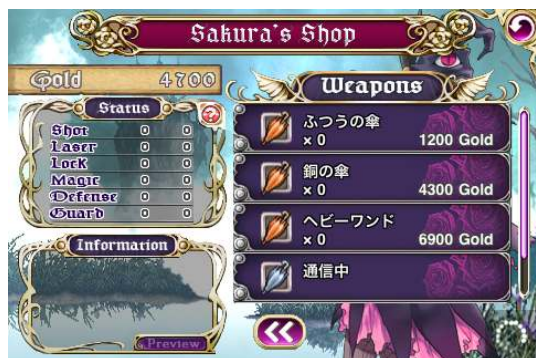 Sakura's Shop
Gold 4700
Status
Shot 0 0
Laser 0 0
Lock 0 0
Magic 0 0
Defense 0 0
Guard 0 0
Information
Preview
Weapons
ふつうの傘
× 0 1200 Gold
銅の傘
× 0 4300 Gold
ヘビーワンド
× 0 6900 Gold
通信中